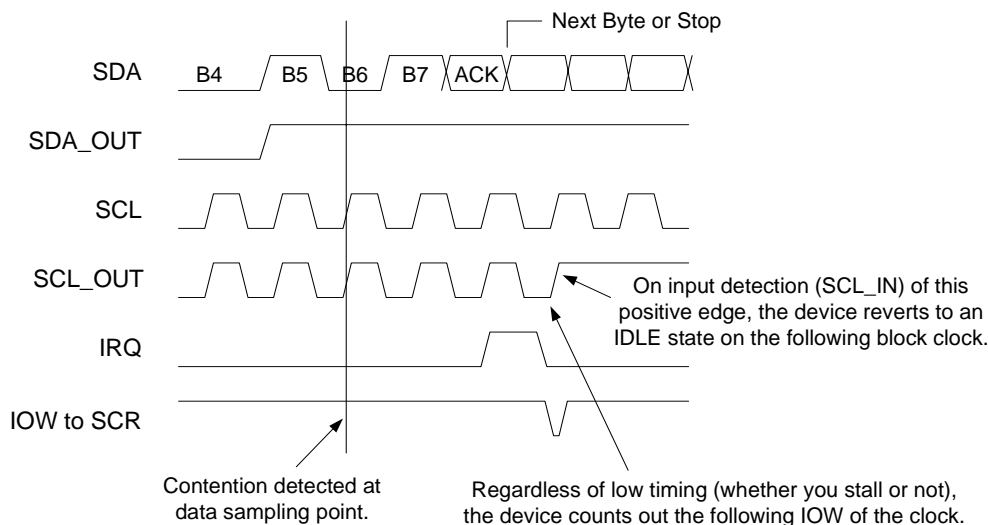 Next Byte or Stop
SDA
B4 B5 B6 B7 ACK
SDA_OUT
SCL
SCL_OUT
On input detection (SCL_IN) of this
positive edge, the device reverts to an
IDLE state on the following block clock.
IRQ
IOW to SCR
Contention detected at
data sampling point.
Regardless of low timing (whether you stall or not),
the device counts out the following IOW of the clock.